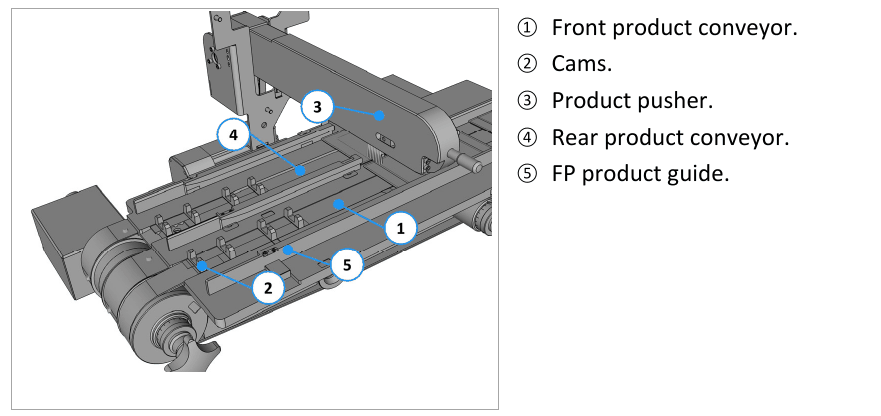 ① Front product conveyor.
② Cams.
③ Product pusher.
④ Rear product conveyor.
⑤ FP product guide.
3
4
1
5
2